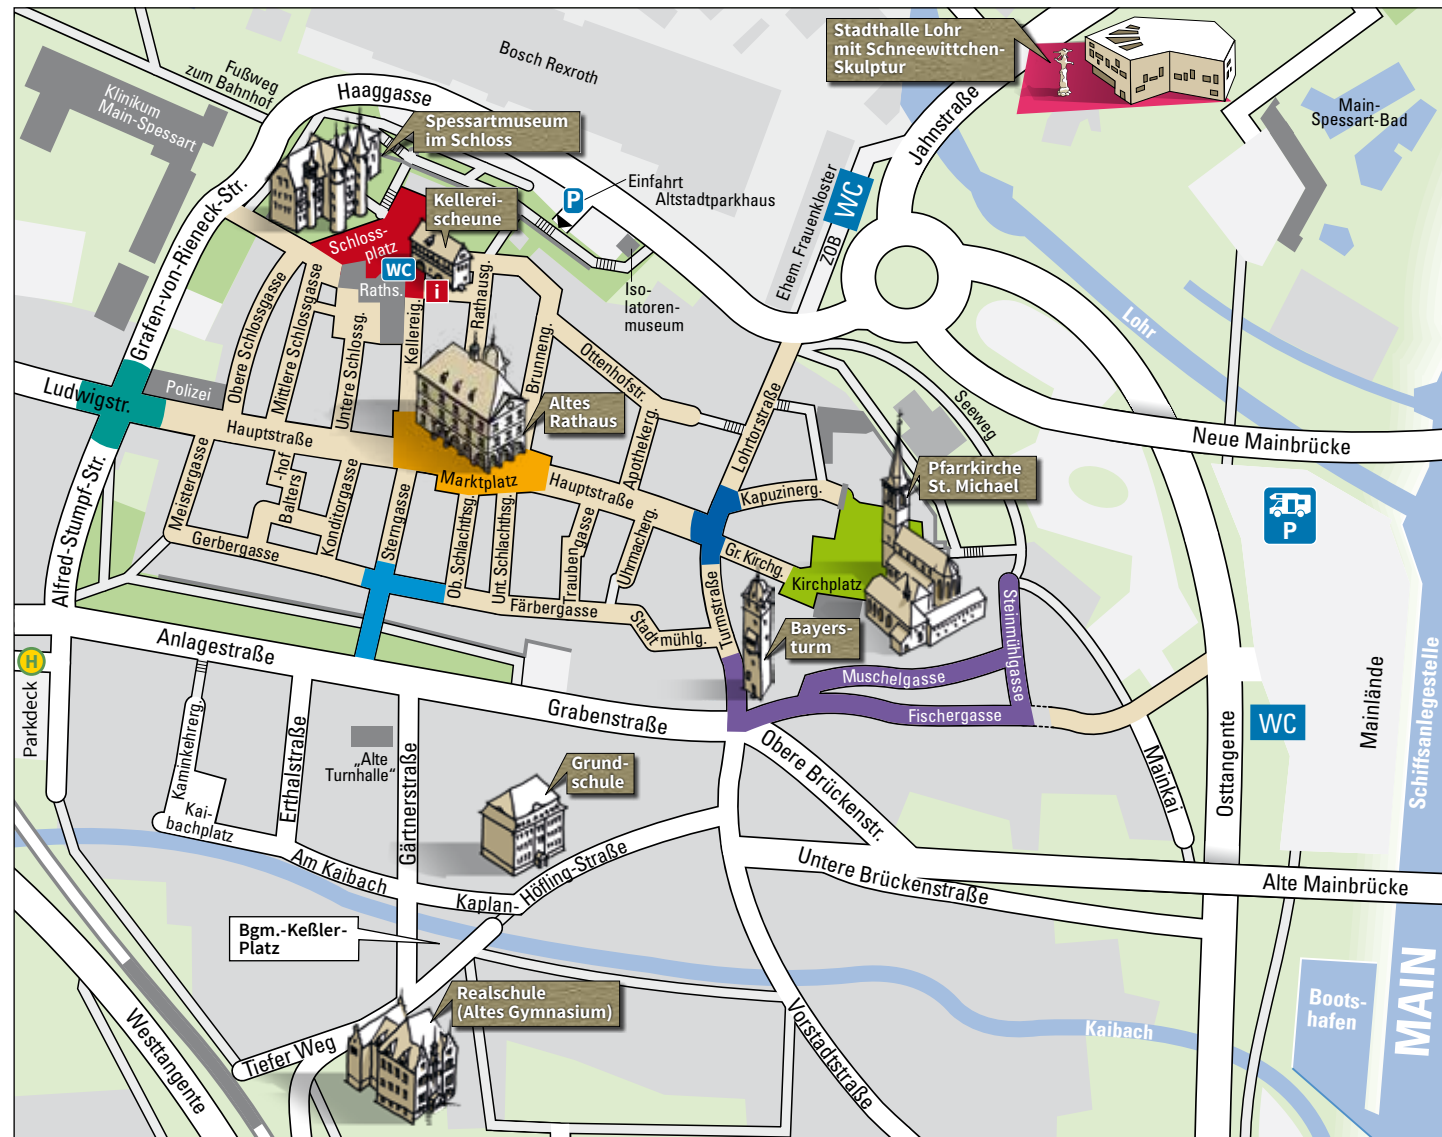 Stadthalle Lohr
mit Schneewittchen-
Skulptur
Bosch Rexroth
Fußweg
zum Bahnhof
Haaggasse
Klinikum
Main-Spessart
Spessartmuseum
im Schloss
Jahnstraße
Main-
Spessart-Bad
Einfahrt
Altstadtparkhaus
P
Kellerei-
scheune
Ehem. Frauenkloster
WC
ZOB
Grafen-von-Rieneck-Str.
Schloss-
platz
WC
Raths.
i
Iso-
latoren-
museum
Lohr
Obere Schlossgasse
Mittlere Schlossgasse
Untere Schlossg.
Kellereig.
Rathausg.
Brunneng.
Ottenhofstr.
Ludwigstr.
Polizei
Altes
Rathaus
Apothekerg.
Lohrtorstraße
Seeweg
Neue Mainbrücke
Hauptstraße
Marktplatz
Hauptstraße
Pfarrkirche
St. Michael
Kapuzinerg.
P
Meistergasse
Balters-
hof
Konditorgasse
Sterngasse
Ob. Schlachthsg.
Unt. Schlachthsg.
Traubengasse
Uhrmacherg.
Gerbergasse
Gr. Kirchg.
Kirchplatz
Alfred-Stumpf-Str.
Färbergasse
Stadtmühlg.
Turmstraße
Bayers-
turm
Steinmühlgasse
Anlagestraße
H
Parkdeck
Muschelgasse
Fischergasse
Grabenstraße
WC
Mainlände
Schiffsanlegestelle
Kaminkehrerg.
Erthalstraße
„Alte
Turnhalle“
Gärtnerstraße
Grund-
schule
Obere Brückenstr.
Mainkai
Osttangente
Kai-
bachplatz
Am Kaibach
Kaplan-Höfling-Straße
Untere Brückenstraße
Alte Mainbrücke
Bgm.-Keßler-
Platz
Realschule
(Altes Gymnasium)
Boots-
hafen
MAIN
Kaibach
Vorstadtstraße
Tiefer Weg
Westtangente